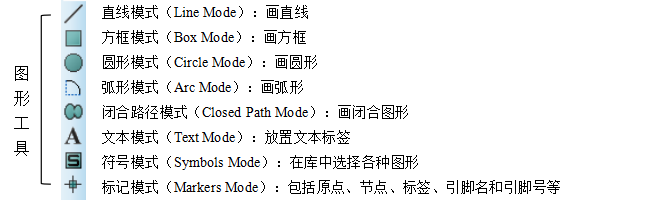 直线模式（Line Mode）：画直线
方框模式（Box Mode）：画方框
圆形模式（Circle Mode）：画圆形
弧形模式（Arc Mode）：画弧形
闭合路径模式（Closed Path Mode）：画闭合图形
A 文本模式（Text Mode）：放置文本标签
S 符号模式（Symbols Mode）：在库中选择各种图形
标记模式（Markers Mode）：包括原点、节点、标签、引脚名和引脚号等
图形工具